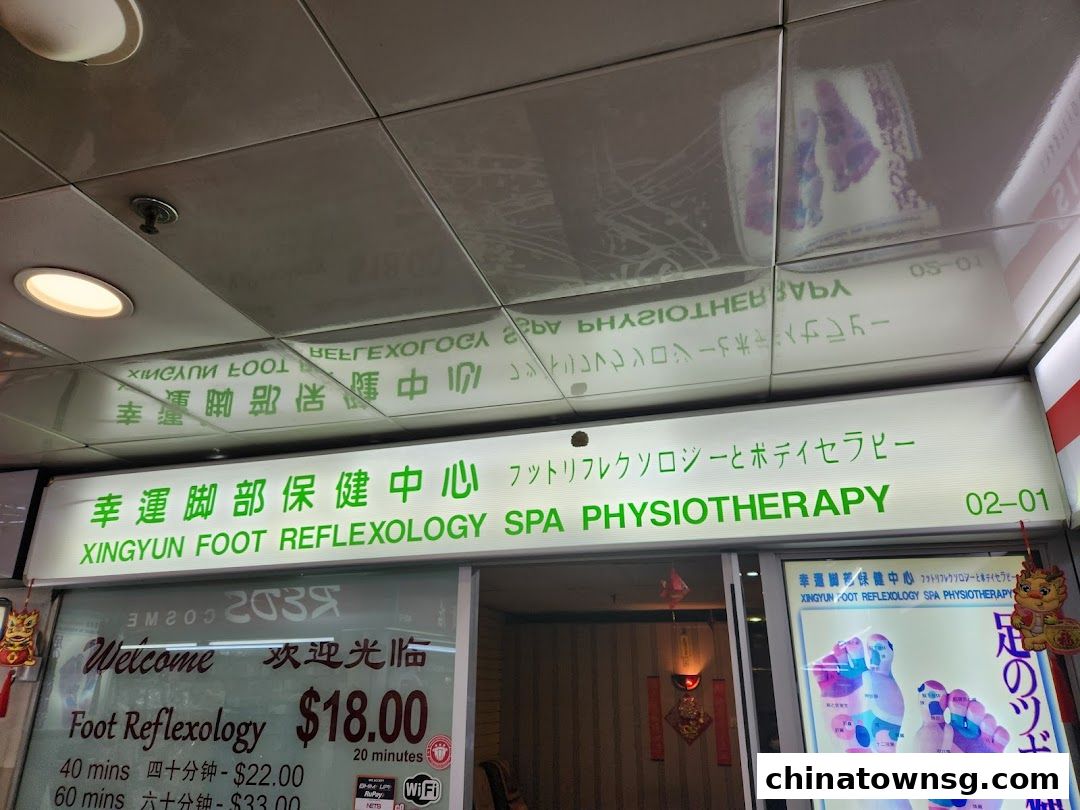 幸運脚部保健中心 フットリフレクソロジーとボディセラピー
XINGYUN FOOT REFLEXOLOGY SPA PHYSIOTHERAPY 02-01
REDS
COSME
Welcome 欢迎光临
Foot Reflexology $18.00
20 minutes
40 mins 四十分钟 - $22.00
60 mins 六十分钟 - $33.00
RuPay
NETS
WiFi
幸運脚部保健中心 フットリフレクソロジーとボディセラピー
XINGYUN FOOT REFLEXOLOGY SPA PHYSIOTHERAPY
足のツボ
chinatownsg.com